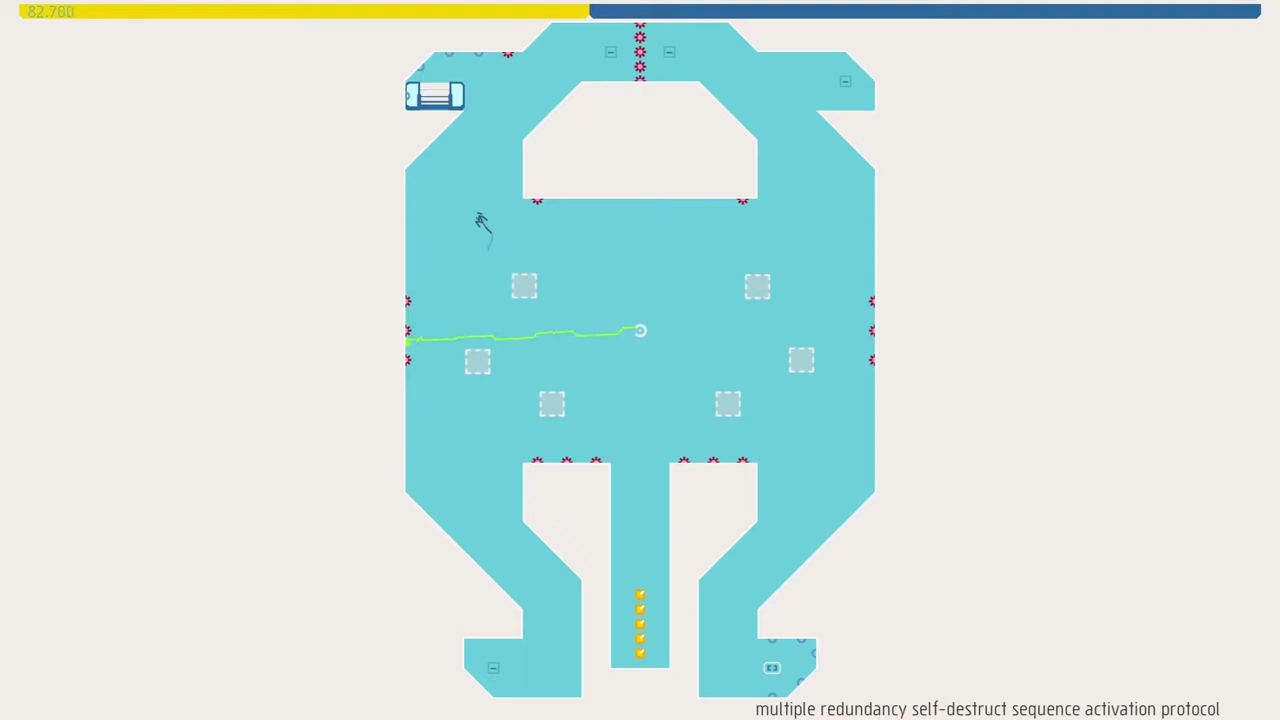 82.780
multiple redundancy self-destruct sequence activation protocol